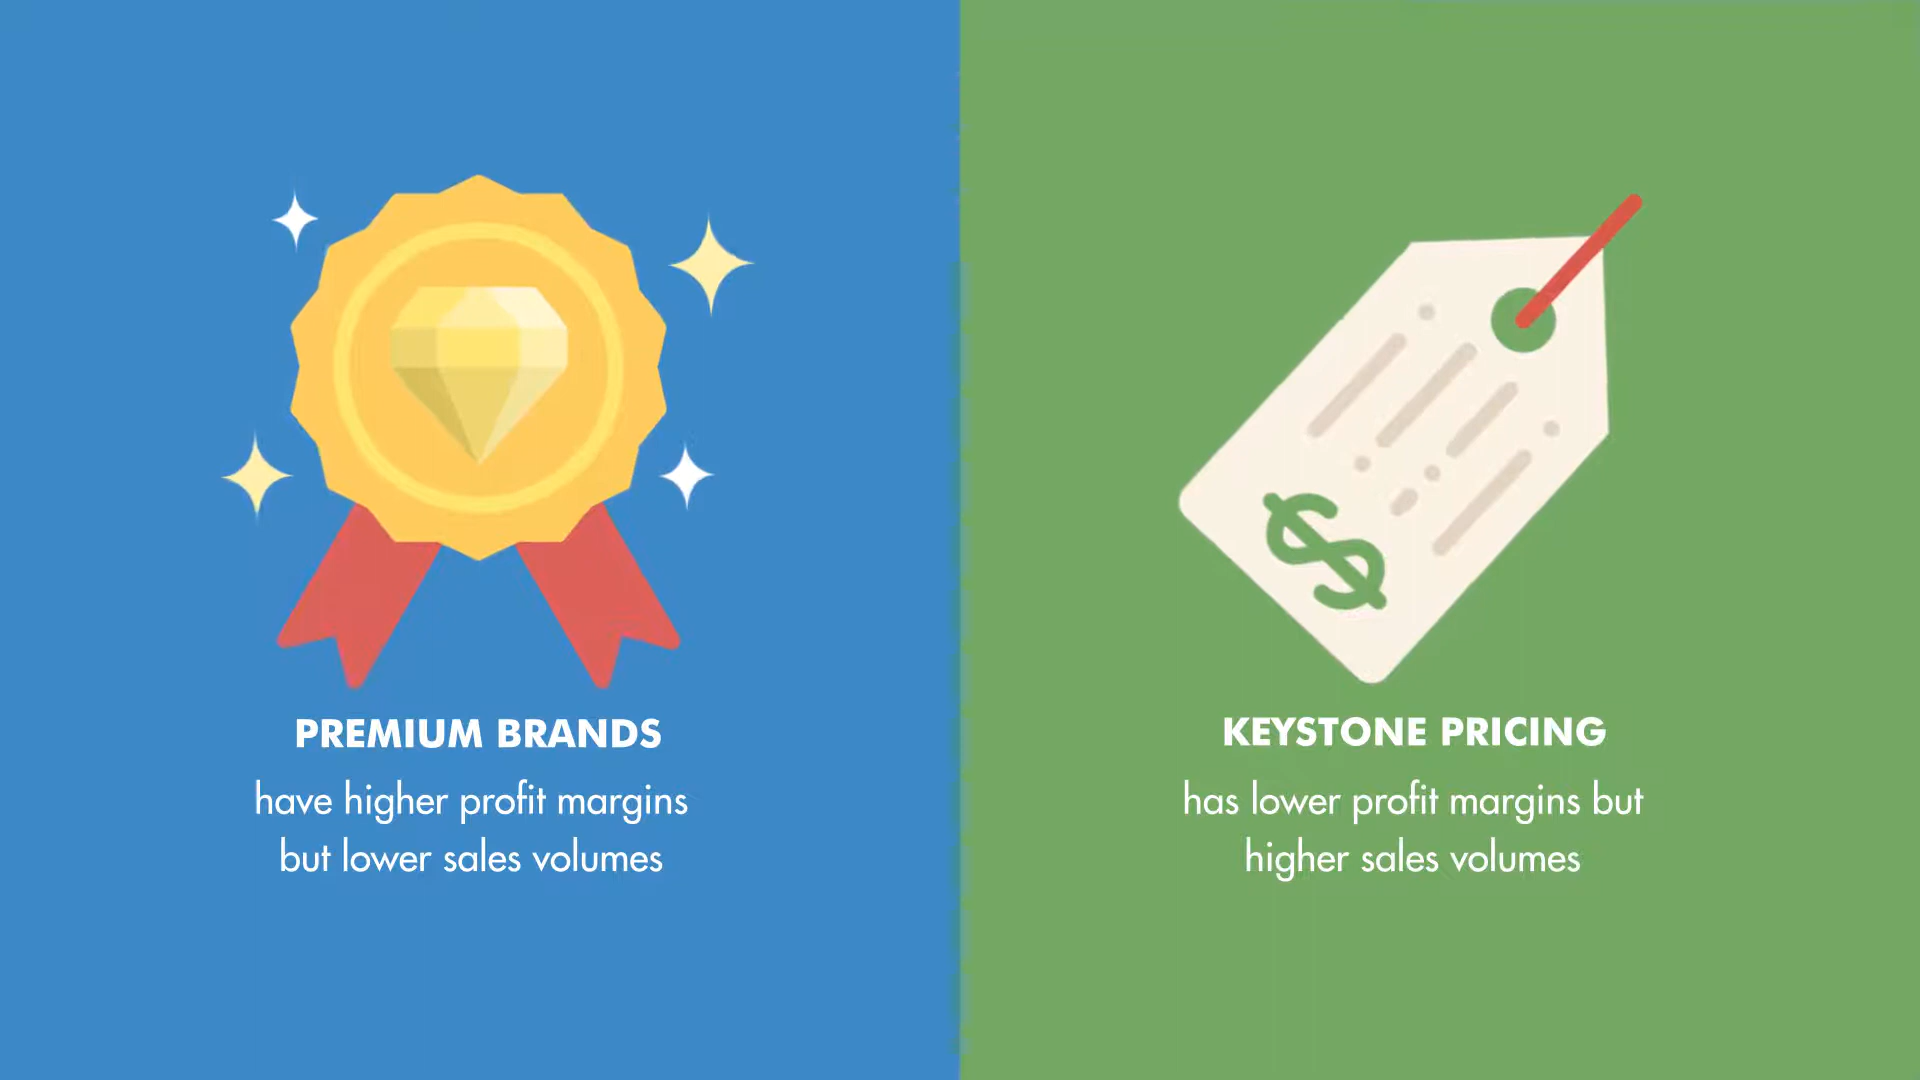 PREMIUM BRANDS
have higher profit margins
but lower sales volumes
KEYSTONE PRICING
has lower profit margins but
higher sales volumes